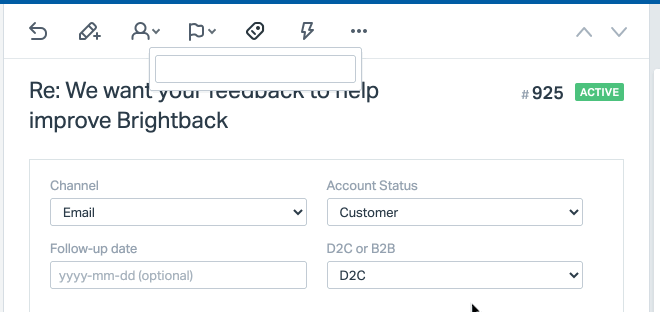 Re: We want your feedback to help
# 925 ACTIVE
improve Brightback
Channel
Account Status
Email
Customer
Follow-up date
D2C or B2B
yyyy-mm-dd (optional)
D2C